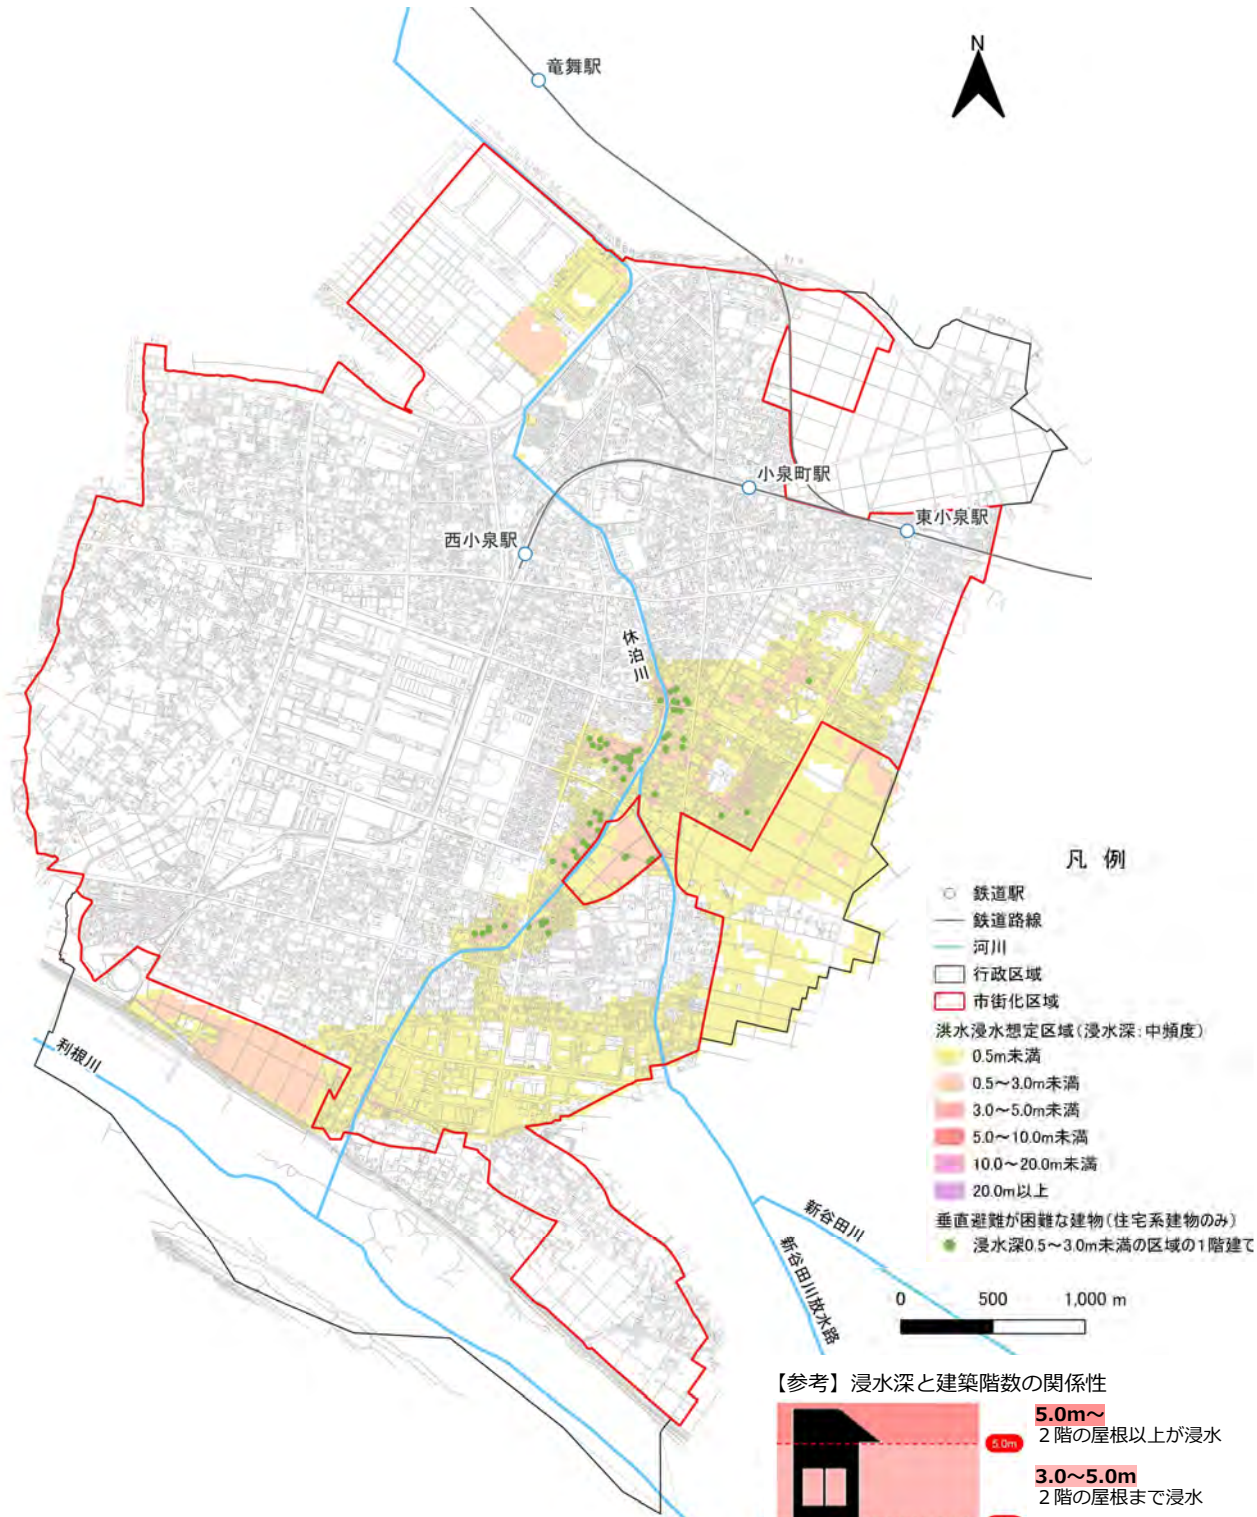 N
竜舞駅
小泉町駅
東小泉駅
西小泉駅
休泊川
利根川
新谷田川
新谷田川放水路
凡 例
鉄道駅
鉄道路線
河川
行政区域
市街化区域
洪水浸水想定区域(浸水深:中頻度)
0.5m未満
0.5～3.0m未満
3.0～5.0m未満
5.0～10.0m未満
10.0～20.0m未満
20.0m以上
垂直避難が困難な建物(住宅系建物のみ)
浸水深0.5～3.0m未満の区域の1階建て
0 500 1,000 m
【参考】浸水深と建築階数の関係性
5.0m～
２階の屋根以上が浸水
5.0m
3.0～5.0m
２階の屋根まで浸水